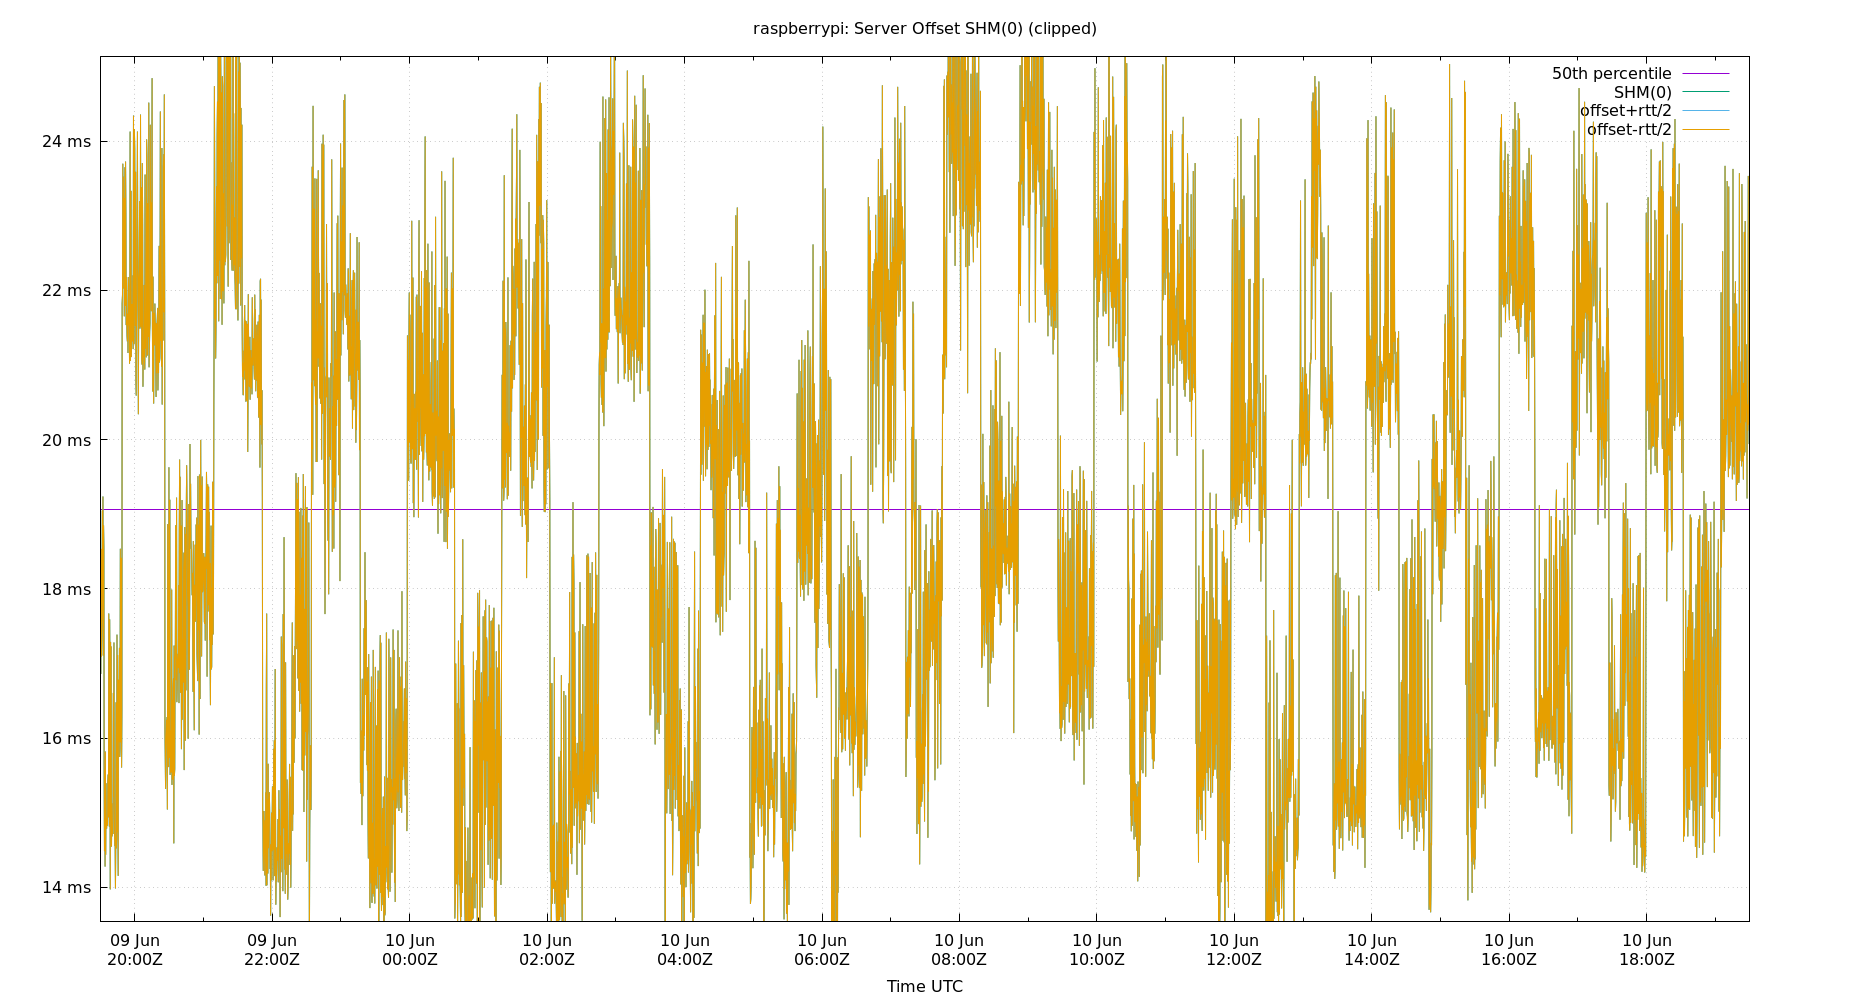 raspberrypi: Server Offset SHM(0) (clipped)
50th percentile
SHM(0)
offset+rtt/2
offset-rtt/2
24 ms
22 ms
20 ms
18 ms
16 ms
14 ms
09 Jun 09 Jun 10 Jun 10 Jun 10 Jun 10 Jun 10 Jun 10 Jun 10 Jun 10 Jun 10 Jun 10 Jun
20:00Z 22:00Z 00:00Z 02:00Z 04:00Z 06:00Z 08:00Z 10:00Z 12:00Z 14:00Z 16:00Z 18:00Z
Time UTC